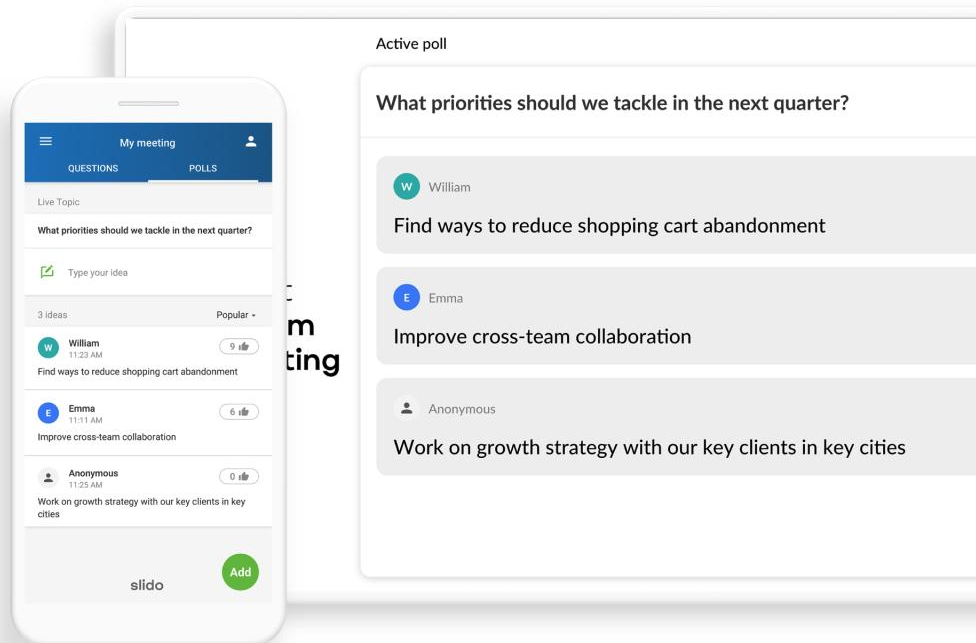 My meeting
QUESTIONS POLLS
Live Topic
What priorities should we tackle in the next quarter?
Type your idea
3 ideas Popular
W William 9
11:23 AM
Find ways to reduce shopping cart abandonment
E Emma 6
11:11 AM
Improve cross-team collaboration
Anonymous 0
11:25 AM
Work on growth strategy with our key clients in key
cities
Add
slido
m
ting
Active poll
What priorities should we tackle in the next quarter?
W William
Find ways to reduce shopping cart abandonment
E Emma
Improve cross-team collaboration
Anonymous
Work on growth strategy with our key clients in key cities